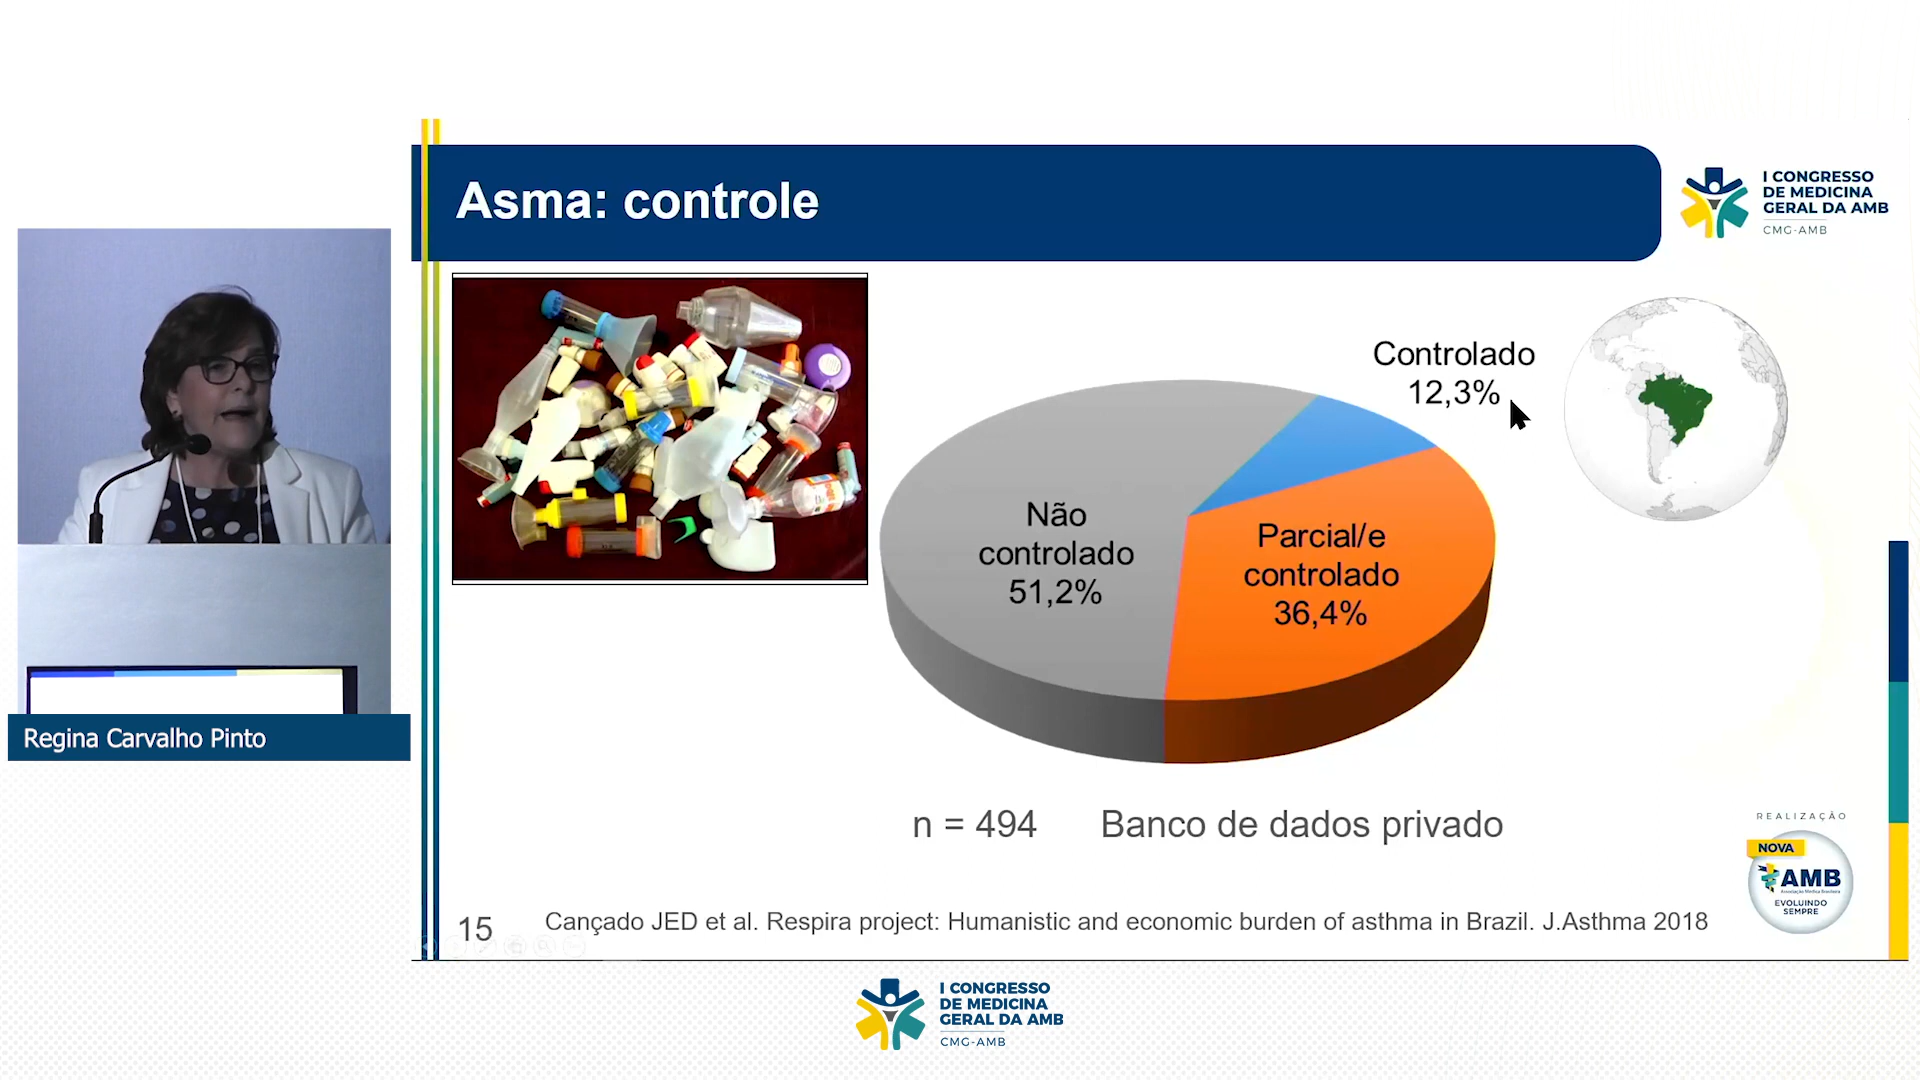 Asma: controle
I CONGRESSO
DE MEDICINA
GERAL DA AMB
CMG-AMB
Controlado
12,3%
Não
controlado
51,2%
Parcial/e
controlado
36,4%
Regina Carvalho Pinto
n = 494 Banco de dados privado
REALIZAÇÃO
NOVA
AMB
Associação Médica Brasileira
EVOLUINDO
SEMPRE
15
Cançado JED et al. Respira project: Humanistic and economic burden of asthma in Brazil. J.Asthma 2018
I CONGRESSO
DE MEDICINA
GERAL DA AMB
CMG-AMB